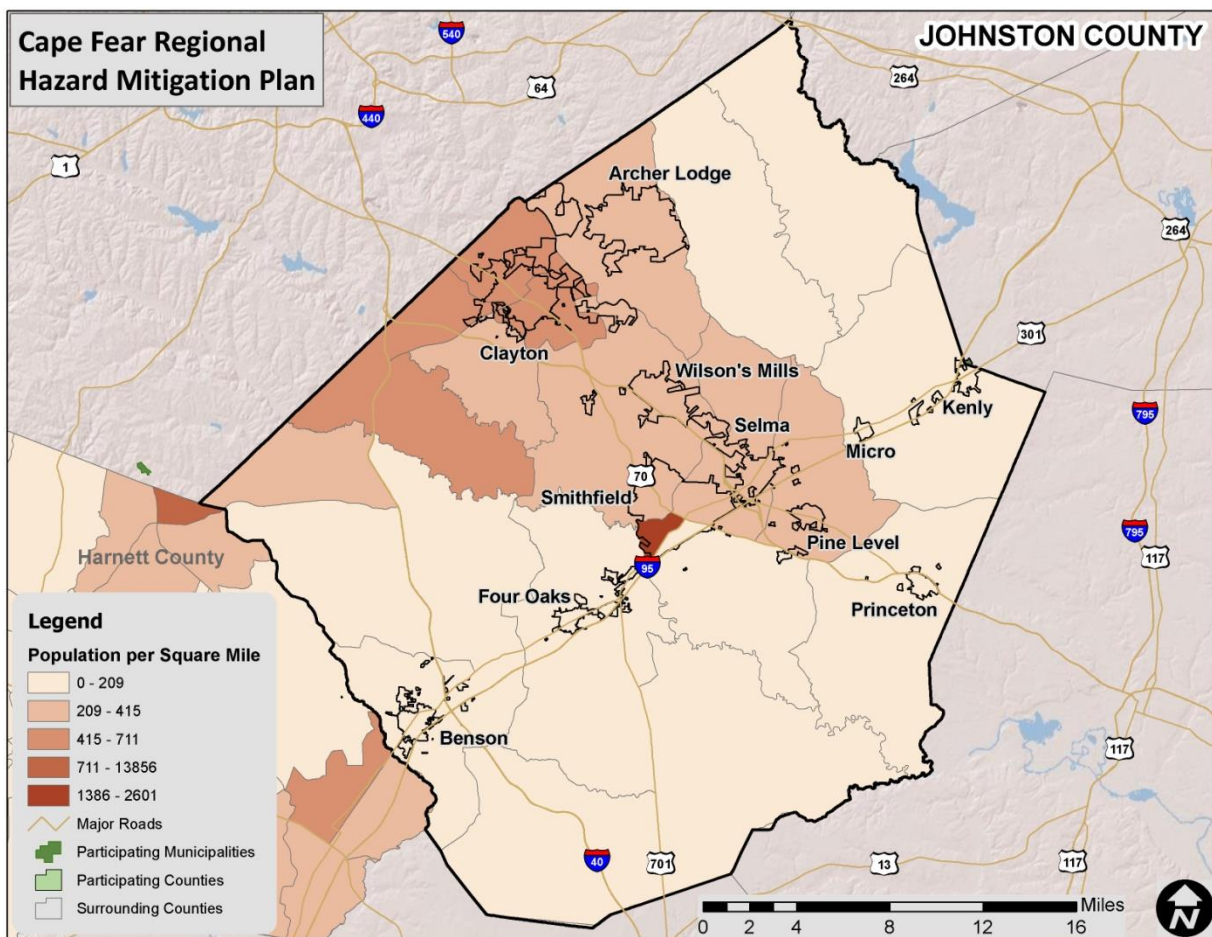 Cape Fear Regional
Hazard Mitigation Plan
JOHNSTON COUNTY
540
264
64
440
1
Archer Lodge
264
301
Clayton
Wilson's Mills
Kenly
795
Selma
Micro
70
Smithfield
795
117
Pine Level
Harnett County
95
Four Oaks
Princeton
Benson
117
40
701
13
117
Legend
Population per Square Mile
0 - 209
209 - 415
415 - 711
711 - 13856
1386 - 2601
Major Roads
Participating Municipalities
Participating Counties
Surrounding Counties
Miles
0 2 4 8 12 16
N